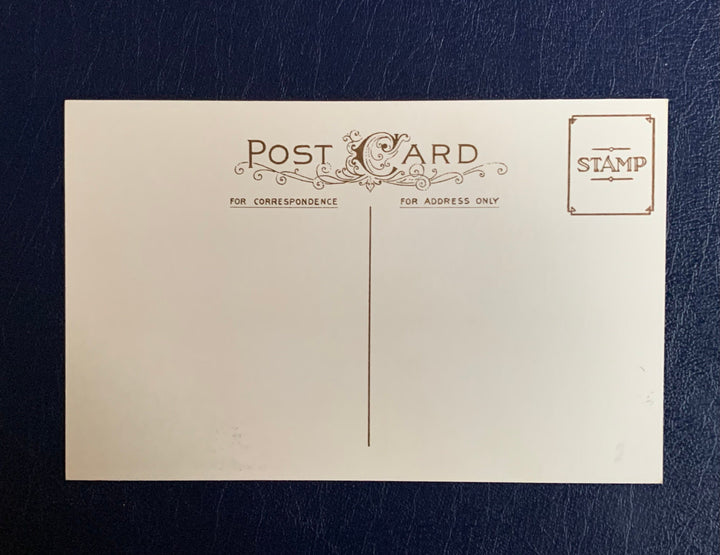 POST CARD
STAMP
FOR CORRESPONDENCE
FOR ADDRESS ONLY